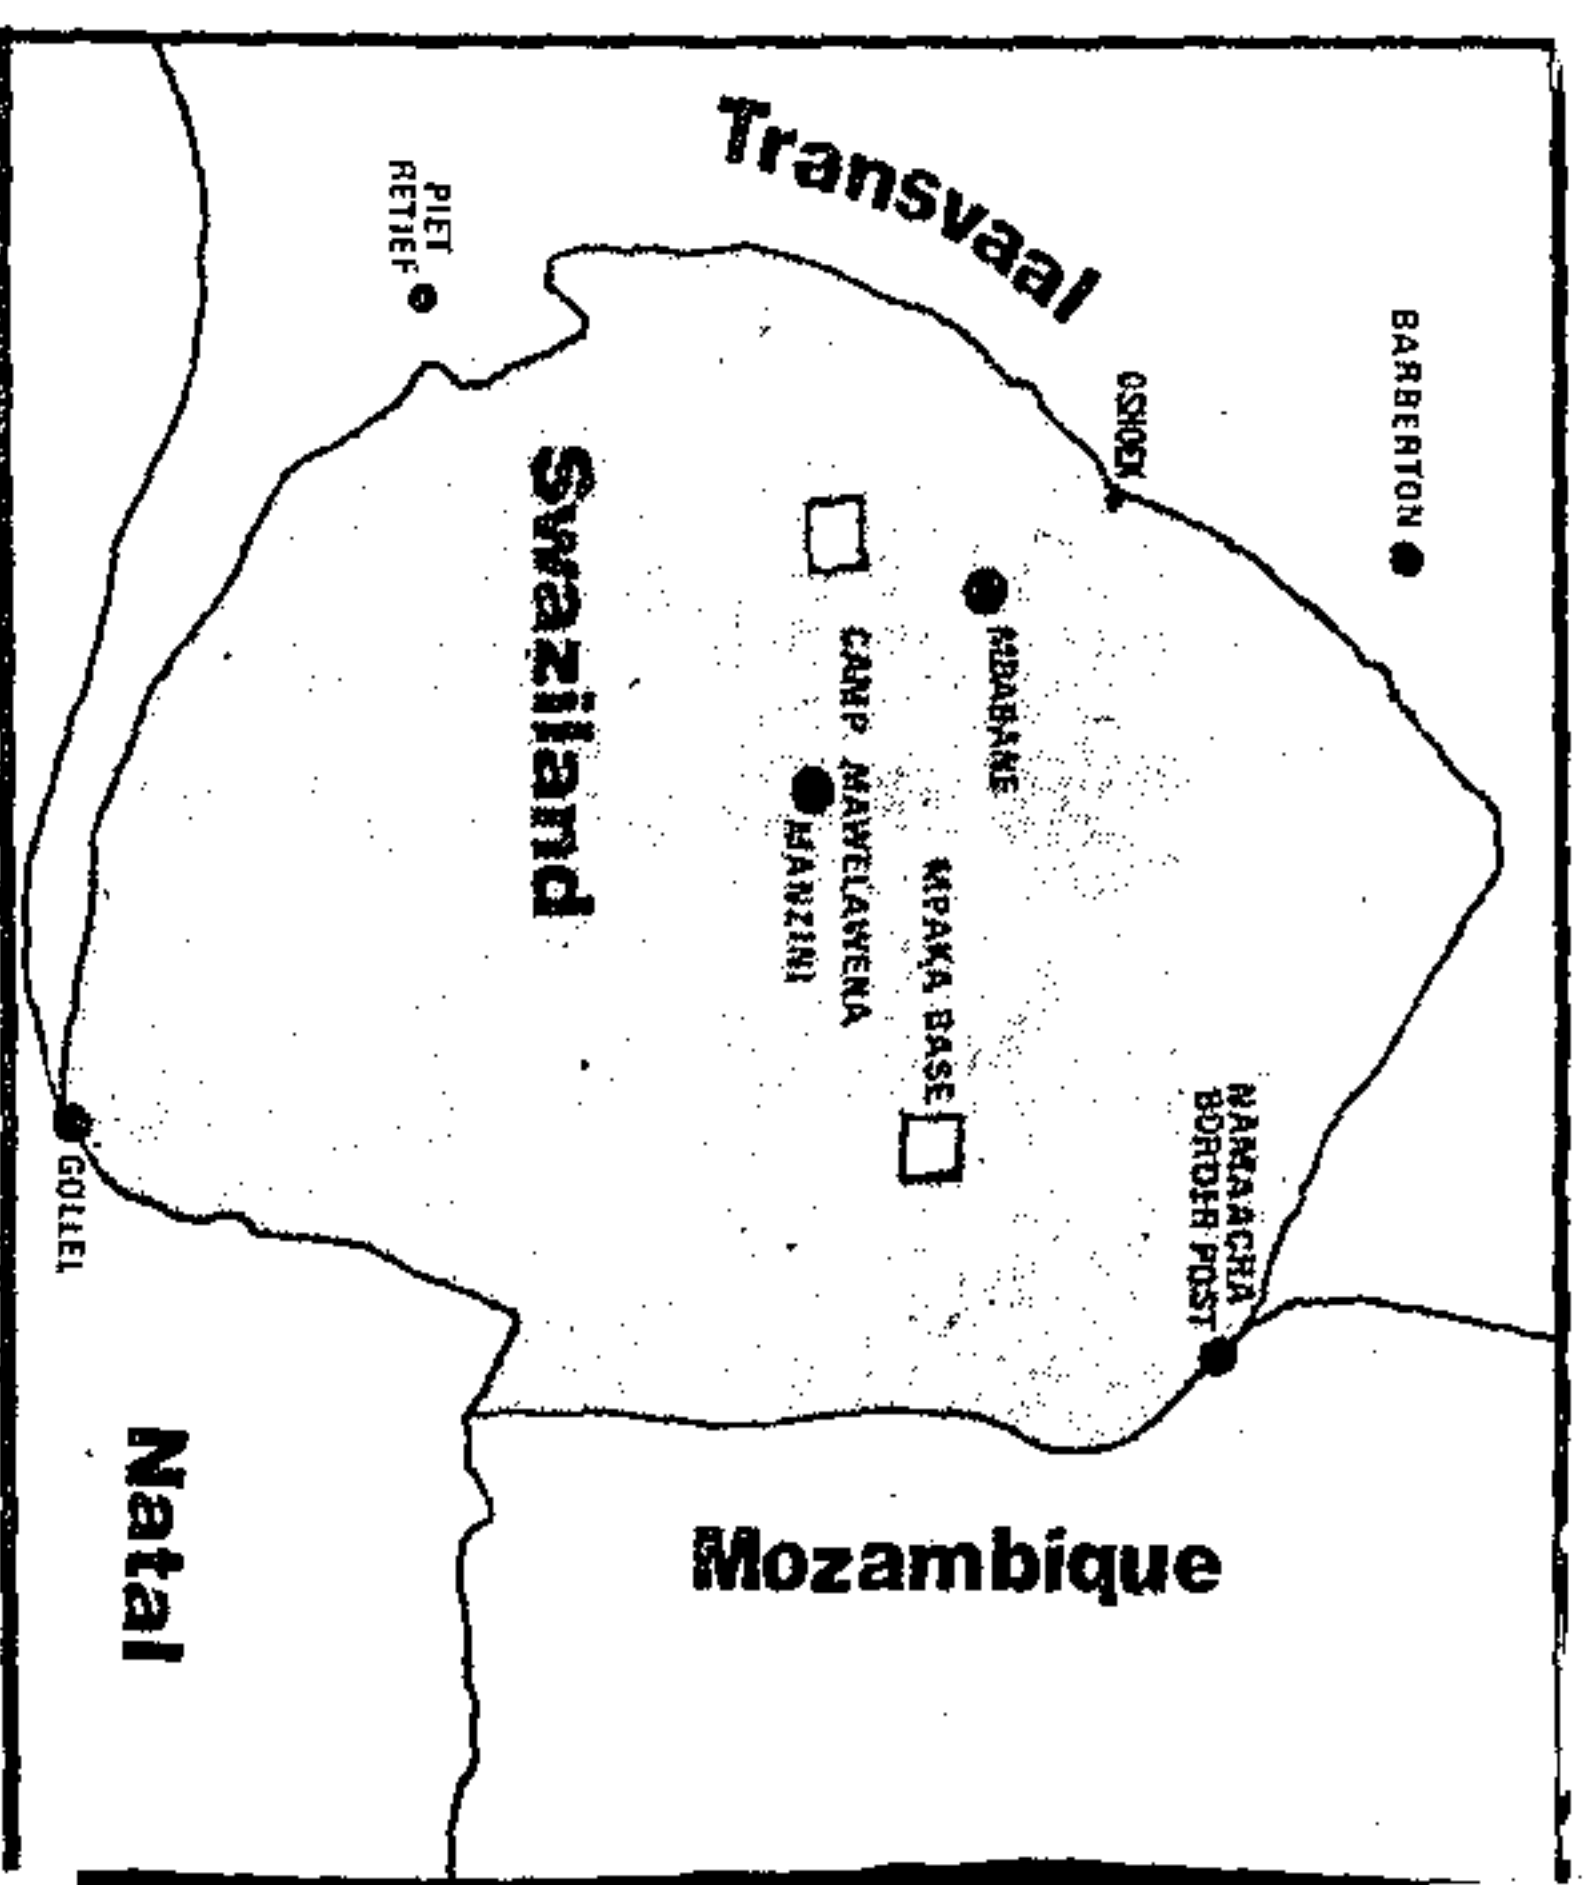 Transvaal
BARBERTON
OSHOEK
PIET
RETIEF
MBABANE
CAMP MAWELAWENA
MANZINI
MPAKA BASE
Swaziland
NAMAACHA
BORDER POST
GOLLEL
Mozambique
Natal